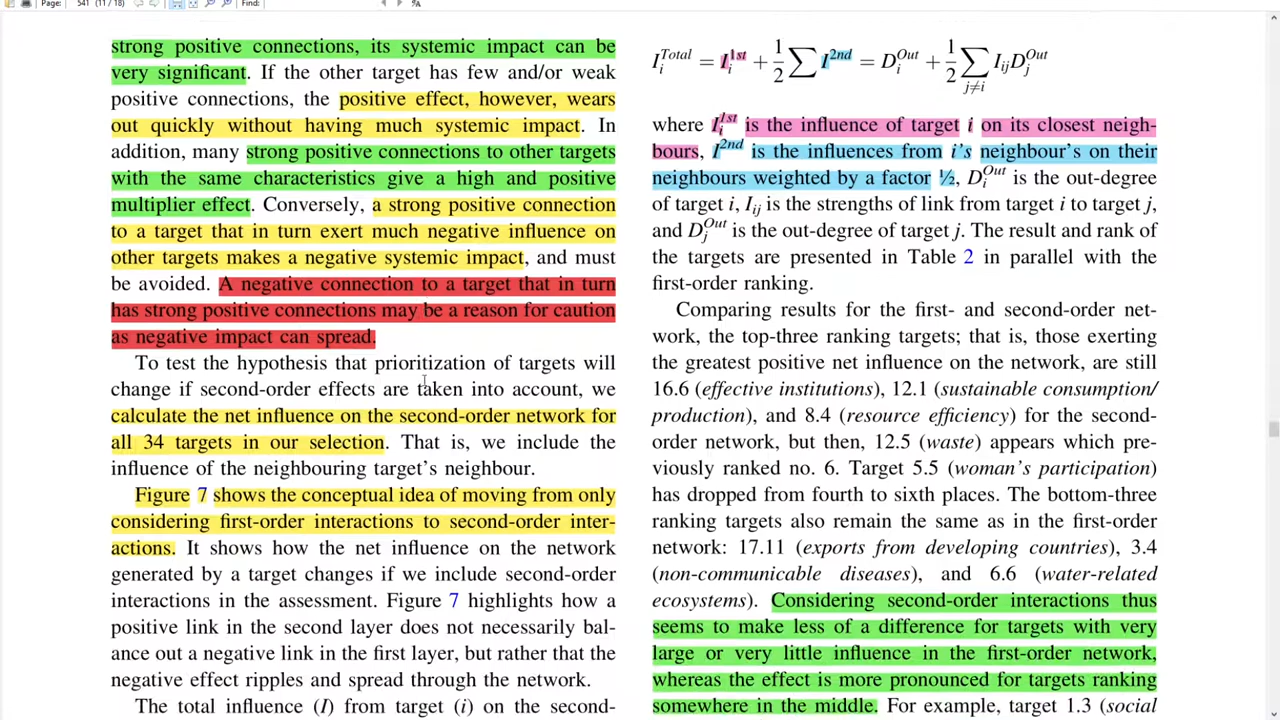 Page: 541 (11 / 18) Find:
strong positive connections, its systemic impact can be
very significant. If the other target has few and/or weak
positive connections, the positive effect, however, wears
out quickly without having much systemic impact. In
addition, many strong positive connections to other targets
with the same characteristics give a high and positive
multiplier effect. Conversely, a strong positive connection
to a target that in turn exert much negative influence on
other targets makes a negative systemic impact, and must
be avoided. A negative connection to a target that in turn
has strong positive connections may be a reason for caution
as negative impact can spread.
To test the hypothesis that prioritization of targets will
change if second-order effects are taken into account, we
calculate the net influence on the second-order network for
all 34 targets in our selection. That is, we include the
influence of the neighbouring target's neighbour.
Figure 7 shows the conceptual idea of moving from only
considering first-order interactions to second-order inter-
actions. It shows how the net influence on the network
generated by a target changes if we include second-order
interactions in the assessment. Figure 7 highlights how a
positive link in the second layer does not necessarily bal-
ance out a negative link in the first layer, but rather that the
negative effect ripples and spread through the network.
The total influence (I) from target (i) on the second-
I_i^Total = I_i^1st + 1/2 ∑ I^2nd = D_i^Out + 1/2 ∑_{j≠i} I_ij D_j^Out
where I_i^1st is the influence of target i on its closest neigh-
bours, I^2nd is the influences from i's neighbour's on their
neighbours weighted by a factor ½, D_i^Out is the out-degree
of target i, I_ij is the strengths of link from target i to target j,
and D_j^Out is the out-degree of target j. The result and rank of
the targets are presented in Table 2 in parallel with the
first-order ranking.
Comparing results for the first- and second-order net-
work, the top-three ranking targets; that is, those exerting
the greatest positive net influence on the network, are still
16.6 (effective institutions), 12.1 (sustainable consumption/
production), and 8.4 (resource efficiency) for the second-
order network, but then, 12.5 (waste) appears which pre-
viously ranked no. 6. Target 5.5 (woman's participation)
has dropped from fourth to sixth places. The bottom-three
ranking targets also remain the same as in the first-order
network: 17.11 (exports from developing countries), 3.4
(non-communicable diseases), and 6.6 (water-related
ecosystems). Considering second-order interactions thus
seems to make less of a difference for targets with very
large or very little influence in the first-order network,
whereas the effect is more pronounced for targets ranking
somewhere in the middle. For example, target 1.3 (social